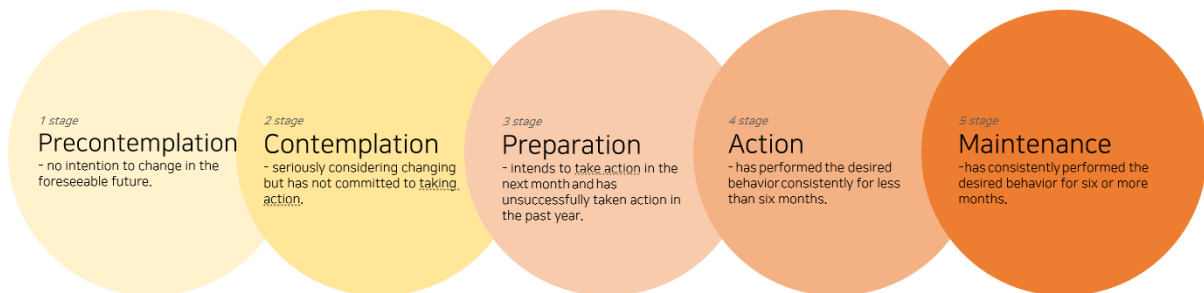 1 stage
Precontemplation
- no intention to change in the
foreseeable future.
2 stage
Contemplation
- seriously considering changing
but has not committed to taking
action.
3 stage
Preparation
- intends to take action in the
next month and has
unsuccessfully taken action in
the past year.
4 stage
Action
- has performed the desired
behavior consistently for less
than six months.
5 stage
Maintenance
-has consistently performed the
desired behavior for six or more
months.